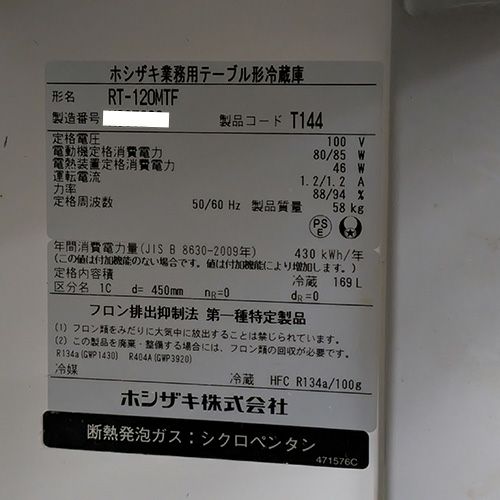 ホシザキ業務用テーブル形冷蔵庫
形名 RT-120MTF
製造番号
製品コード T144
定格電圧 100 V
電動機定格消費電力 80/85 W
電熱装置定格消費電力 46 W
運転電流 1.2/1.2 A
力率 88/94 %
定格周波数 50/60 Hz 製品質量 58 kg
PS E
年間消費電力量(JIS B 8630-2009年) 430 kWh/年
(この値は付加機能のない場合です。値は付加機能により増加します。)
定格内容積 冷蔵 169L
区分名 1C d= 450mm nR=0 dR=0
フロン排出抑制法 第一種特定製品
(1) フロン類をみだりに大気中に放出することは禁じられています。
(2) この製品を廃棄・整備する場合には、フロン類の回収が必要です。
R134a(GWP1430) R404A(GWP3920)
冷媒 冷蔵 HFC R134a/100g
ホシザキ株式会社
断熱発泡ガス:シクロペンタン
471576C